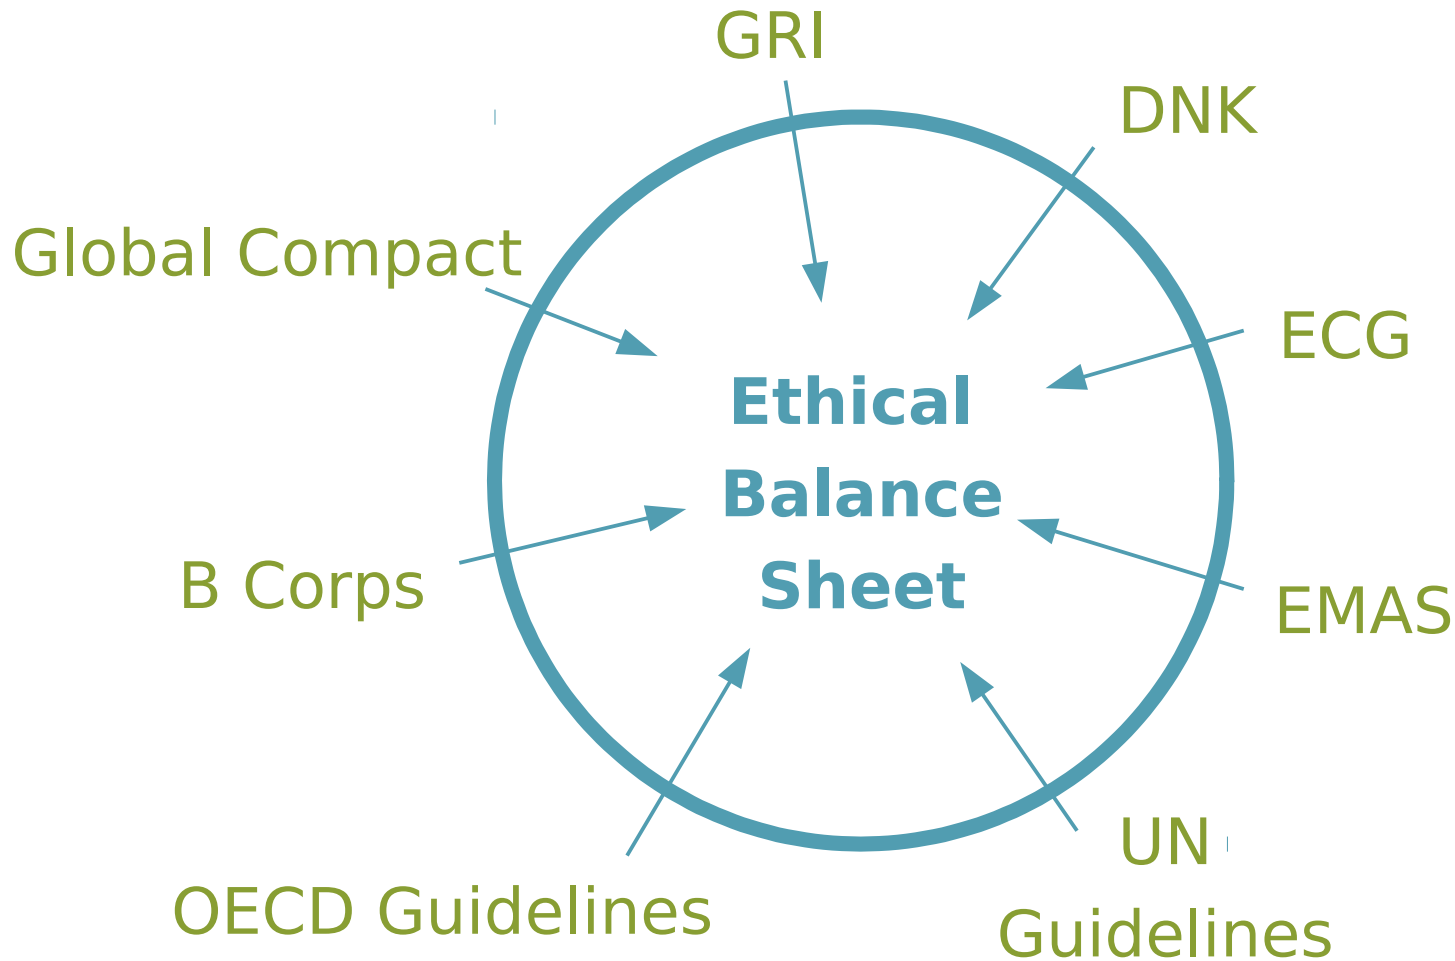 GRI
DNK
Global Compact
ECG
Ethical
Balance
Sheet
B Corps
EMAS
UN
Guidelines
OECD Guidelines